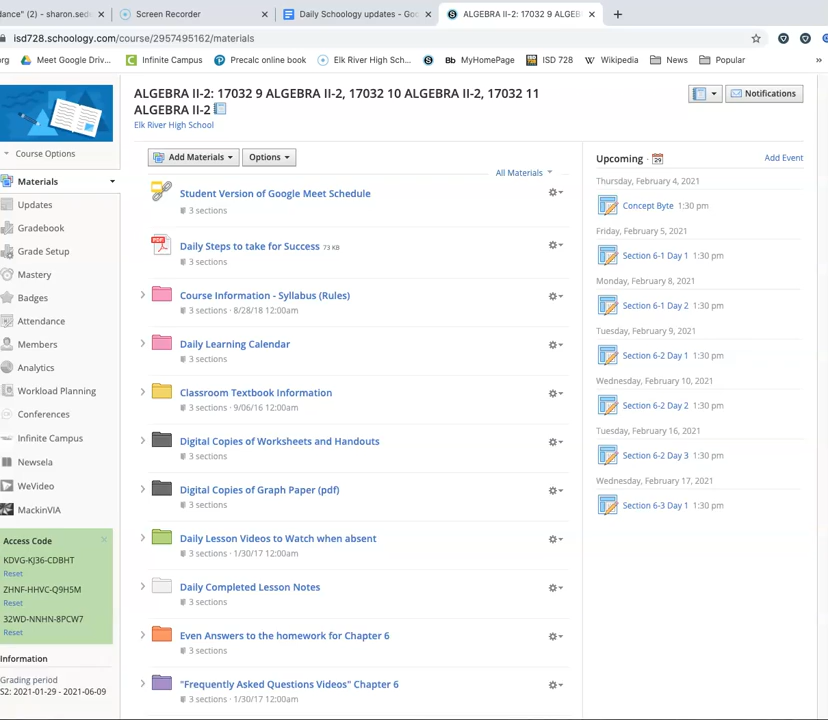 dance" (2) - sharon.sed
Screen Recorder
Daily Schoology updates - Goo
ALGEBRA II-2: 17032 9 ALGEB
isd728.schoology.com/course/2957495162/materials
org
Meet Google Driv...
Infinite Campus
Precalc online book
Elk River High School...
MyHomePage
ISD 728
Wikipedia
News
Popular
ALGEBRA II-2: 17032 9 ALGEBRA II-2, 17032 10 ALGEBRA II-2, 17032 11
ALGEBRA II-2
Elk River High School
Notifications
Course Options
Materials
Updates
Gradebook
Grade Setup
Mastery
Badges
Attendance
Members
Analytics
Workload Planning
Conferences
Infinite Campus
Newsela
WeVideo
MackinVIA
Access Code
KDVG-KJ36-CDBHT
Reset
ZHNF-HHVC-Q9H5M
Reset
32WD-NNHN-8PCW7
Reset
Information
Grading period
S2: 2021-01-29 - 2021-06-09
Add Materials
Options
All Materials
Student Version of Google Meet Schedule
3 sections
PDF
Daily Steps to take for Success 73 KB
3 sections
Course Information - Syllabus (Rules)
3 sections · 8/28/18 12:00am
Daily Learning Calendar
3 sections
Classroom Textbook Information
3 sections · 9/06/16 12:00am
Digital Copies of Worksheets and Handouts
3 sections
Digital Copies of Graph Paper (pdf)
3 sections
Daily Lesson Videos to Watch when absent
3 sections · 1/30/17 12:00am
Daily Completed Lesson Notes
3 sections
Even Answers to the homework for Chapter 6
3 sections
"Frequently Asked Questions Videos" Chapter 6
3 sections · 1/30/17 12:00am
Upcoming · 29
Add Event
Thursday, February 4, 2021
Concept Byte 1:30 pm
Friday, February 5, 2021
Section 6-1 Day 1 1:30 pm
Monday, February 8, 2021
Section 6-1 Day 2 1:30 pm
Tuesday, February 9, 2021
Section 6-2 Day 1 1:30 pm
Wednesday, February 10, 2021
Section 6-2 Day 2 1:30 pm
Tuesday, February 16, 2021
Section 6-2 Day 3 1:30 pm
Wednesday, February 17, 2021
Section 6-3 Day 1 1:30 pm